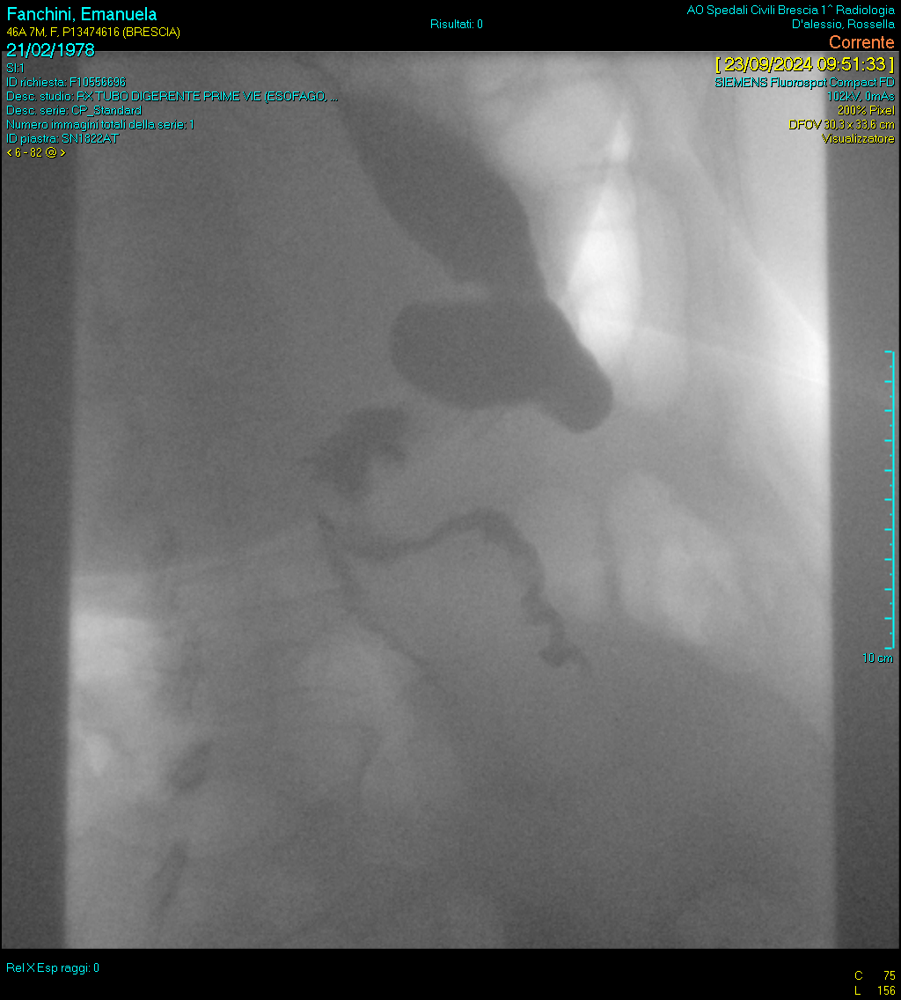 Fanchini, Emanuela
46A 7M, F, P13474616 (BRESCIA)
21/02/1978
SI:1
ID richiesta: F10556696
Desc. studio: RX TUBO DIGERENTE PRIME VIE (ESOFAGO, ...
Desc. serie: CP_Standard
Numero immagini totali della serie: 1
ID piastra: SN1822AT
< 6 - 82 @ >
Risultati: 0
AO Spedali Civili Brescia 1^ Radiologia
D'alessio, Rossella
Corrente
[ 23/09/2024 09:51:33 ]
SIEMENS Fluorospot Compact FD
102kV, 0mAs
200% Pixel
DFOV 30,3 x 33,6 cm
Visualizzatore
10 cm
Rel X Esp raggi: 0
C 75
L 156